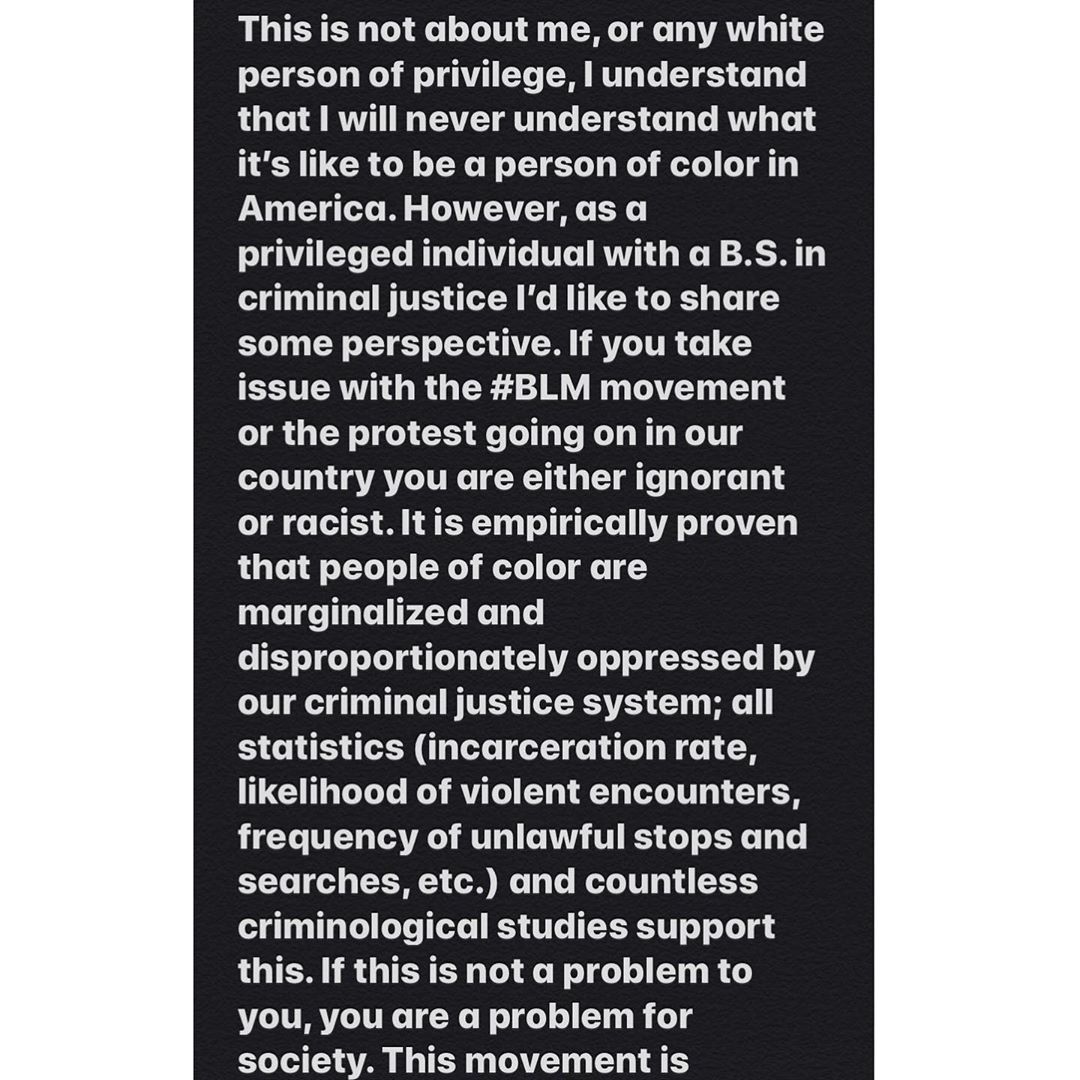 This is not about me, or any white
person of privilege, I understand
that I will never understand what
it’s like to be a person of color in
America. However, as a
privileged individual with a B.S. in
criminal justice I’d like to share
some perspective. If you take
issue with the #BLM movement
or the protest going on in our
country you are either ignorant
or racist. It is empirically proven
that people of color are
marginalized and
disproportionately oppressed by
our criminal justice system; all
statistics (incarceration rate,
likelihood of violent encounters,
frequency of unlawful stops and
searches, etc.) and countless
criminological studies support
this. If this is not a problem to
you, you are a problem for
society. This movement is